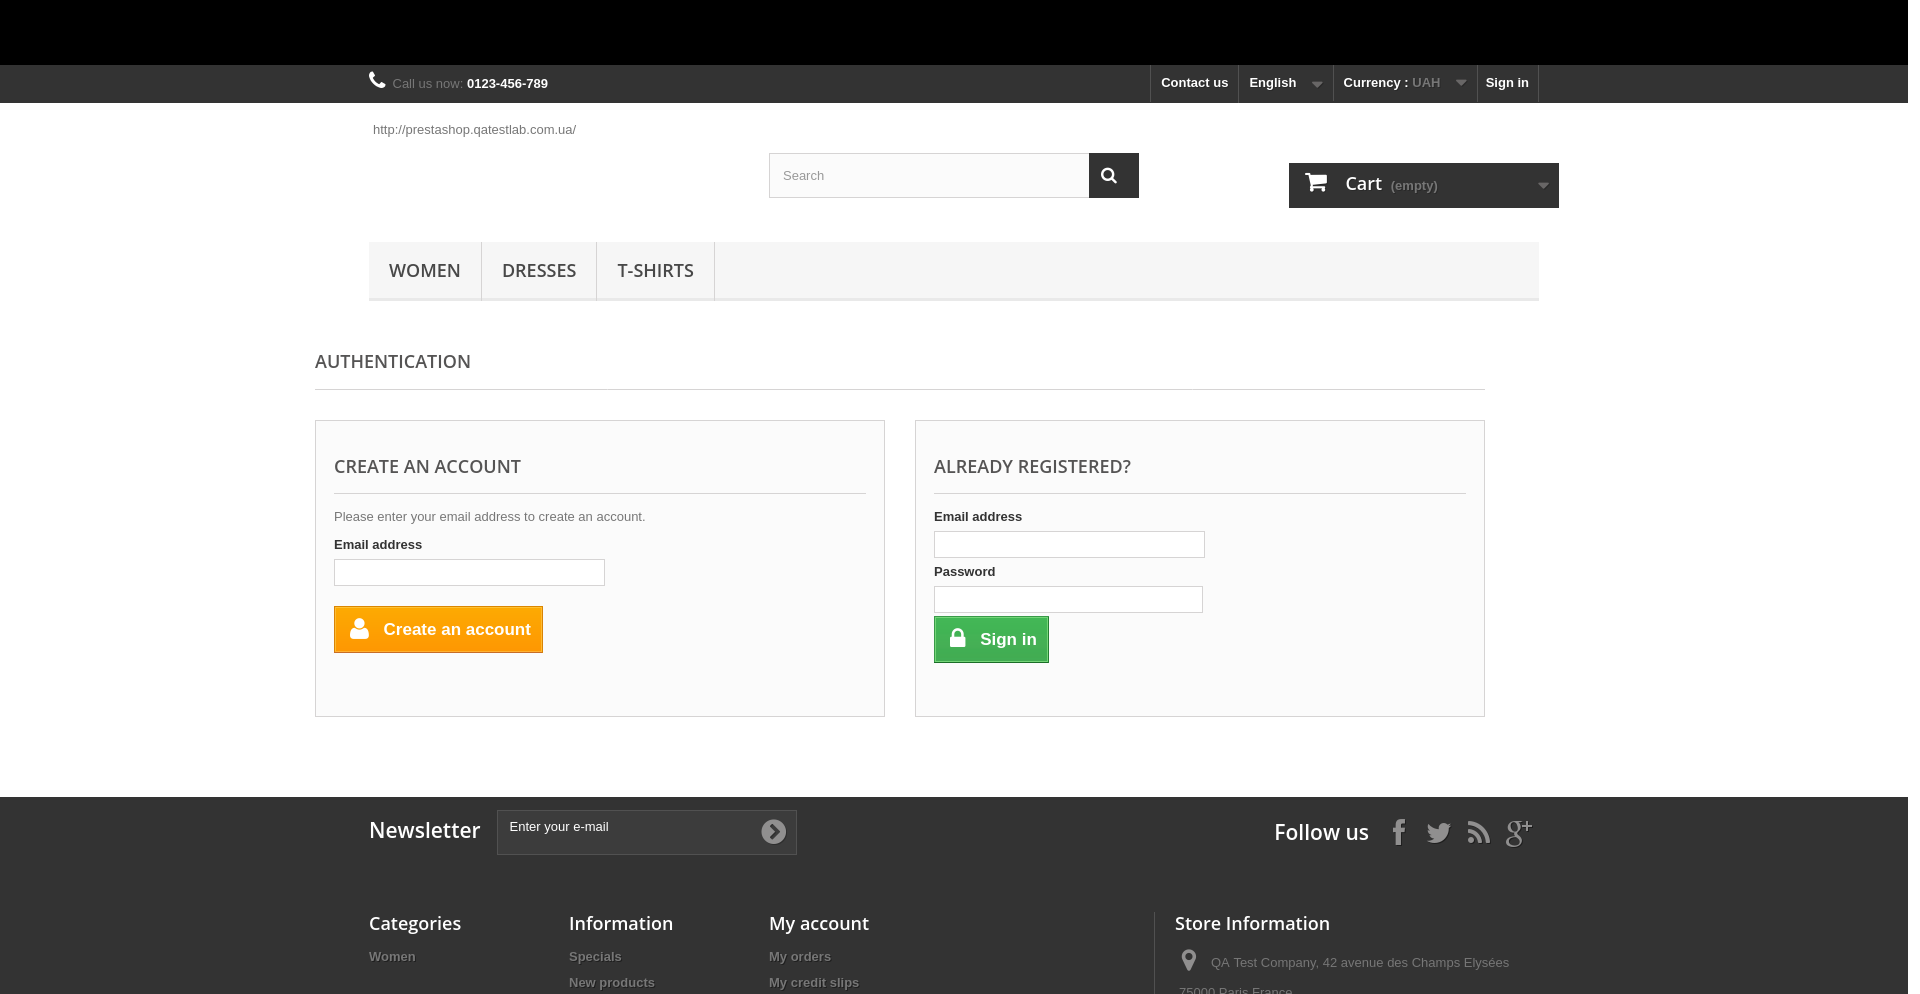 Call us now: 0123-456-789
Contact us
English
Currency : UAH
Sign in
http://prestashop.qatestlab.com.ua/
Search
Cart (empty)
WOMEN
DRESSES
T-SHIRTS
AUTHENTICATION
CREATE AN ACCOUNT
Please enter your email address to create an account.
Email address
Create an account
ALREADY REGISTERED?
Email address
Password
Sign in
Newsletter
Enter your e-mail
Follow us
Categories
Women
Information
Specials
New products
My account
My orders
My credit slips
Store Information
QA Test Company, 42 avenue des Champs Elysées
75000 Paris France